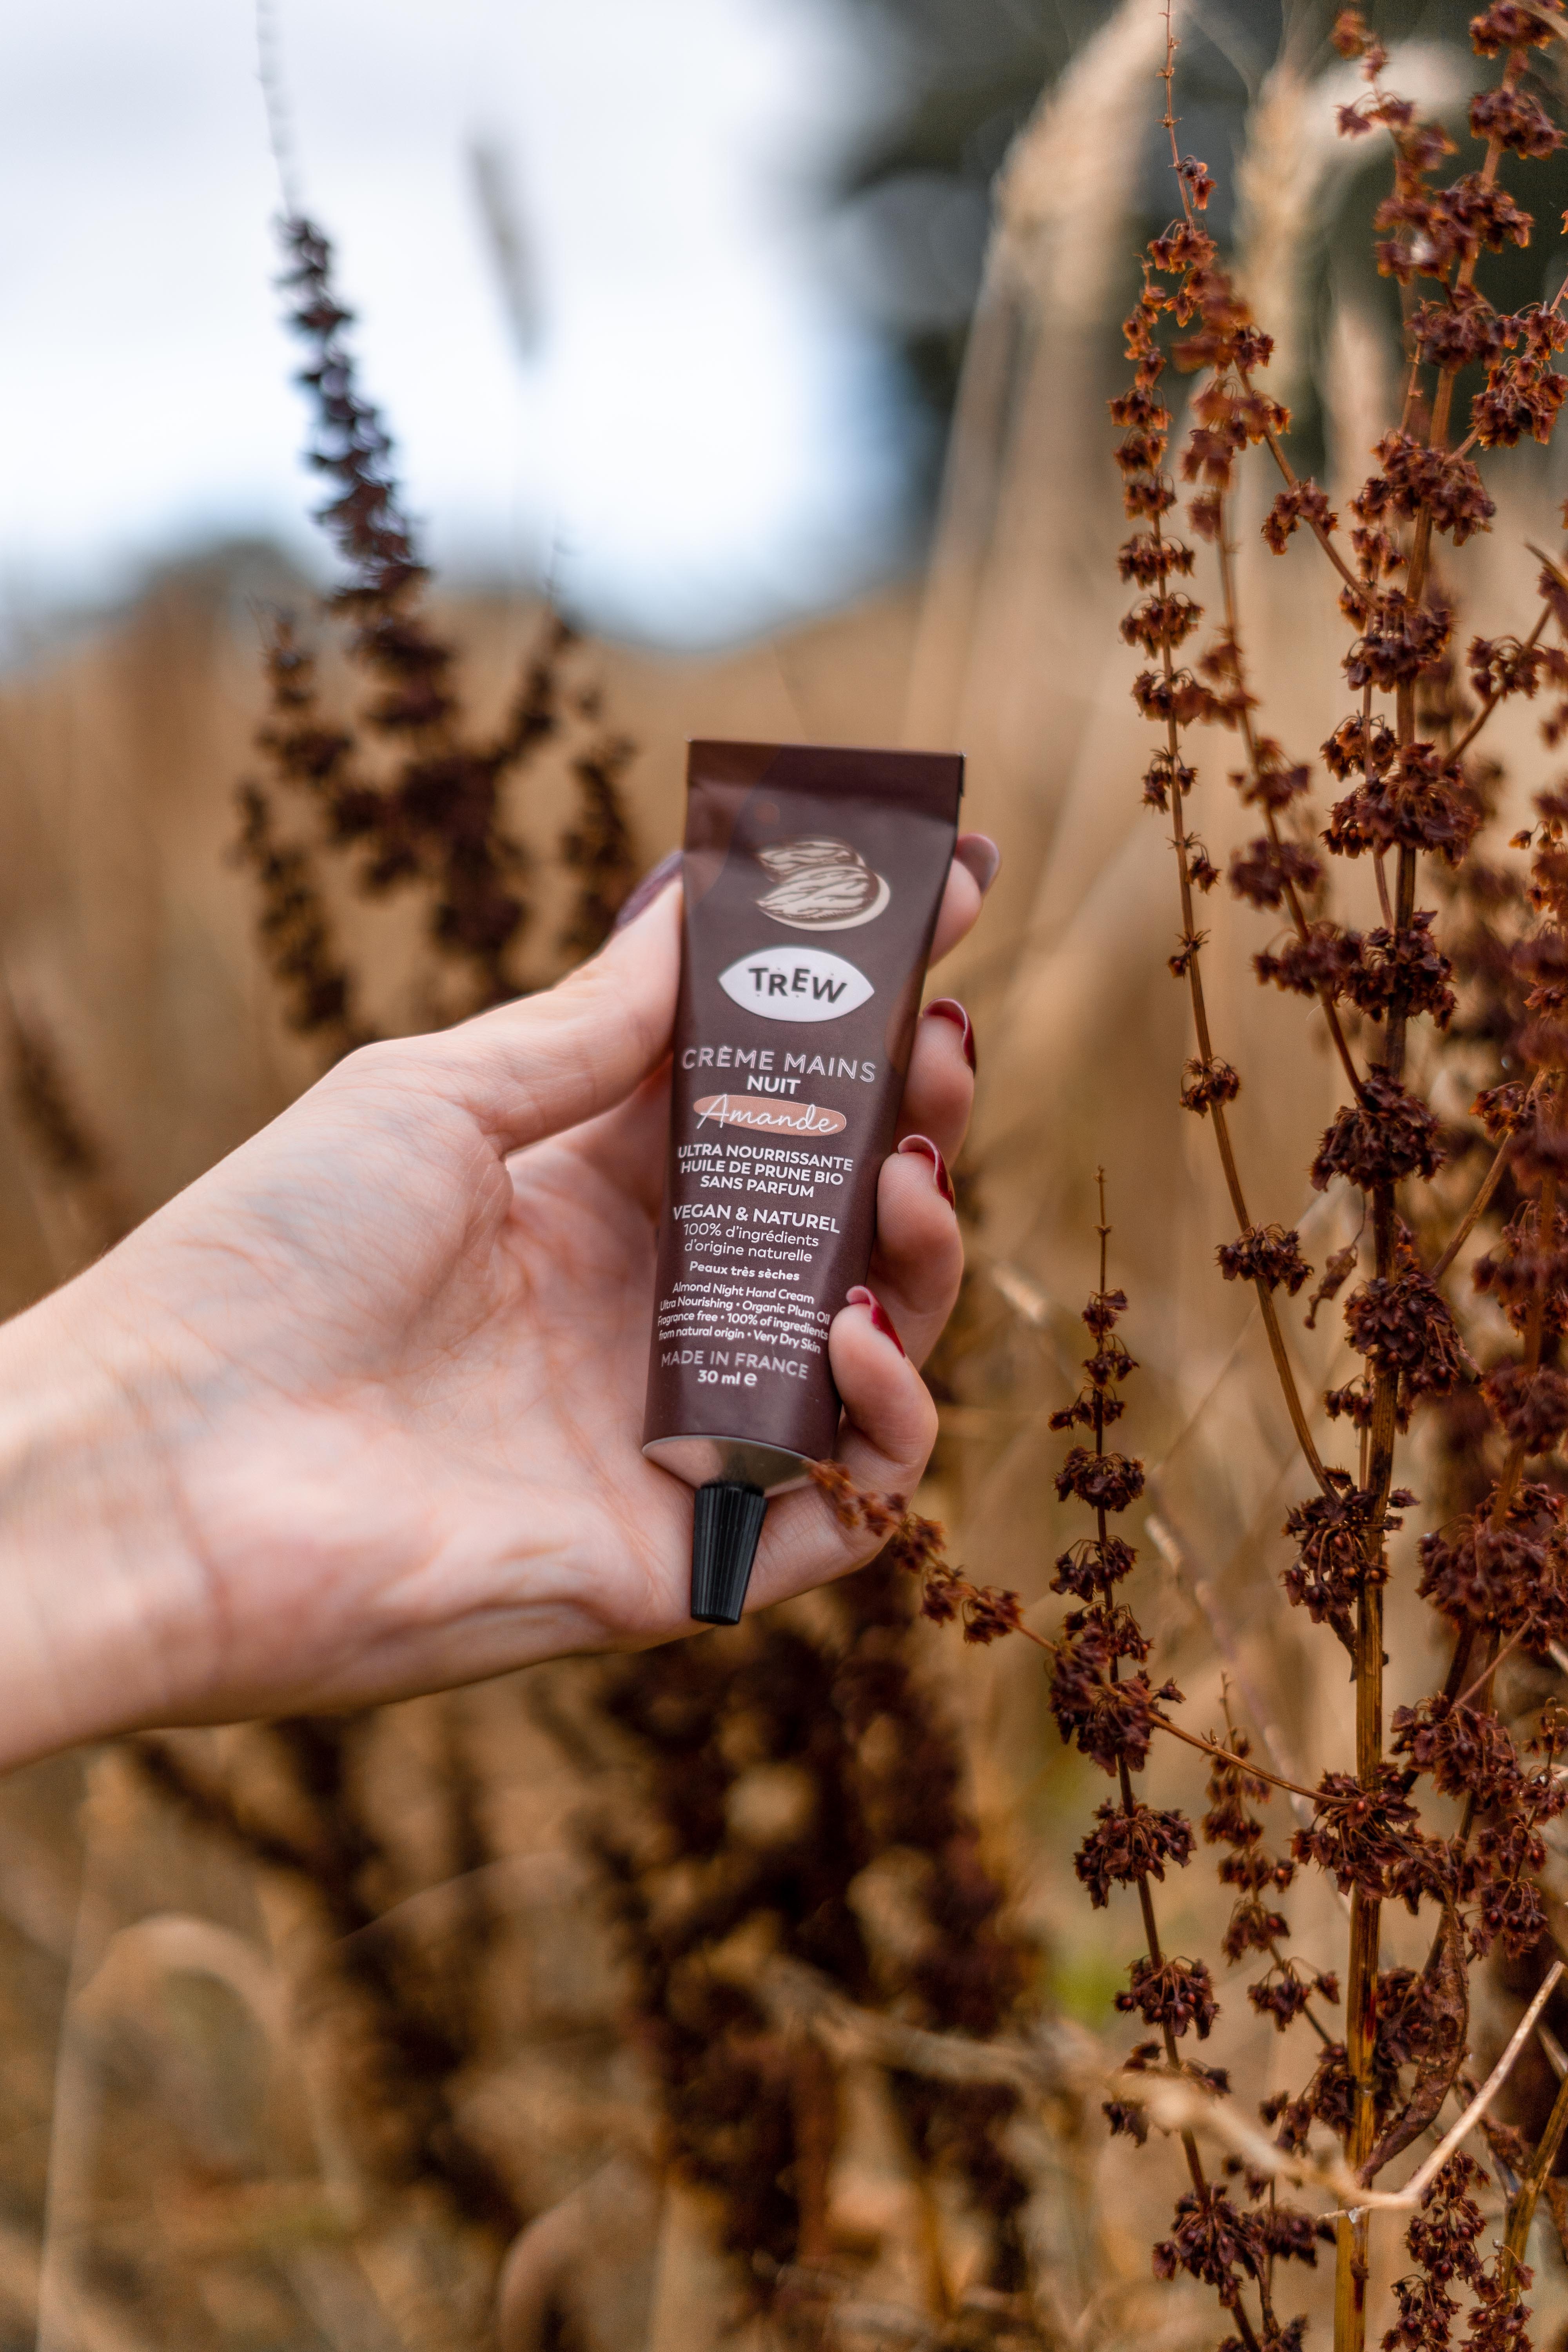 TREW
CRÈME MAINS
NUIT
Amande
ULTRA NOURRISSANTE
HUILE DE PRUNE BIO
SANS PARFUM
VEGAN & NATUREL
100% d'ingrédients
d'origine naturelle
Peaux très sèches
Almond Night Hand Cream
Ultra Nourishing • Organic Plum Oil
Fragrance free • 100% of ingredients
from natural origin • Very Dry Skin
MADE IN FRANCE
30 ml ℮